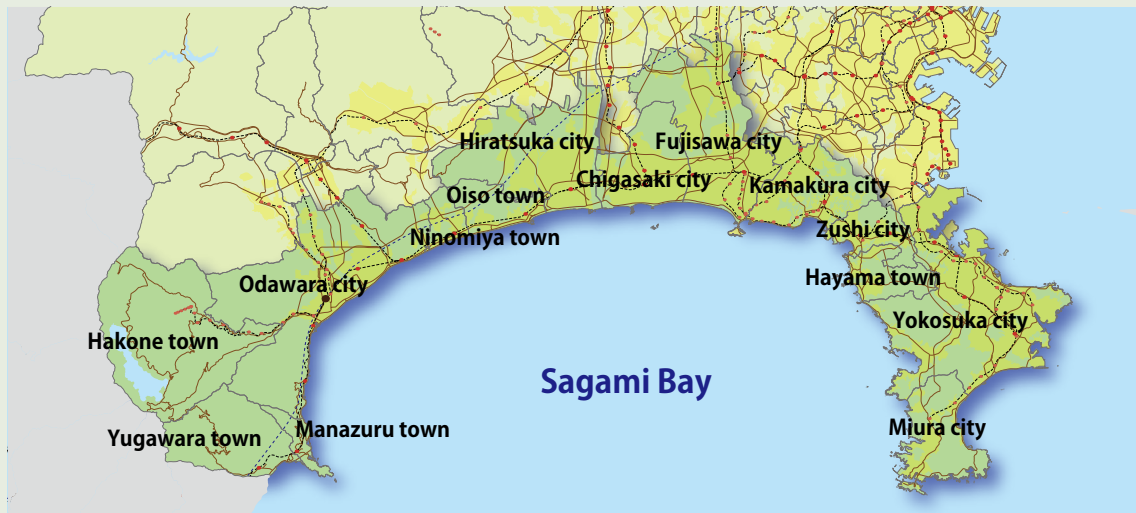 Hiratsuka city
Fujisawa city
Chigasaki city
Kamakura city
Oiso town
Zushi city
Ninomiya town
Hayama town
Odawara city
Yokosuka city
Hakone town
Sagami Bay
Miura city
Yugawara town
Manazuru town